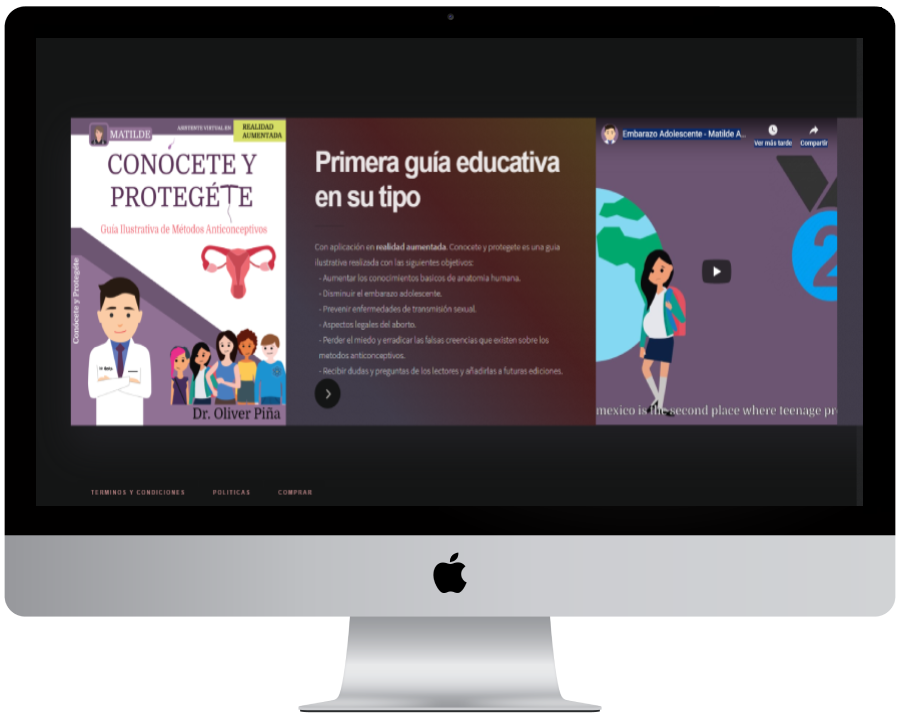 MATILDE
ASISTENTE VIRTUAL EN
REALIDAD
AUMENTADA
CONÓCETE Y
PROTEGÉTE
Guía Ilustrativa de Métodos Anticonceptivos
Conócete y Protegéte
Dr. Oliver Piña
Primera guía educativa
en su tipo
Con aplicación en realidad aumentada. Conocete y protegete es una guia
ilustrativa realizada con las siguientes objetivos:
- Aumentar los conocimientos basicos de anatomia humana.
- Disminuir el embarazo adolescente.
- Prevenir enfermedades de transmisión sexual.
- Aspectos legales del aborto.
- Perder el miedo y erradicar las falsas creencias que existen sobre los
metodos anticonceptivos.
- Recibir dudas y preguntas de los lectores y añadirlas a futuras ediciones.
Embarazo Adolescente - Matilde A...
Ver más tarde
Compartir
2
mexico is the second place where teenage pr
TERMINOS Y CONDICIONES
POLITICAS
COMPRAR